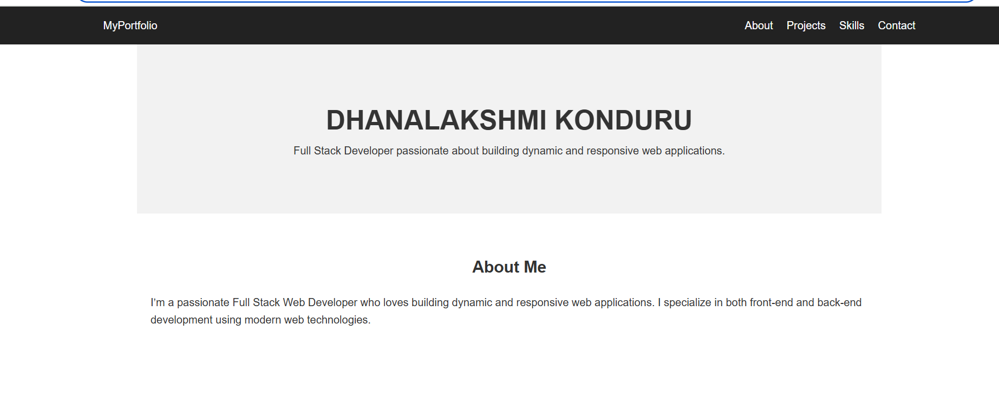 MyPortfolio
About Projects Skills Contact
DHANALAKSHMI KONDURU
Full Stack Developer passionate about building dynamic and responsive web applications.
About Me
I’m a passionate Full Stack Web Developer who loves building dynamic and responsive web applications. I specialize in both front-end and back-end
development using modern web technologies.